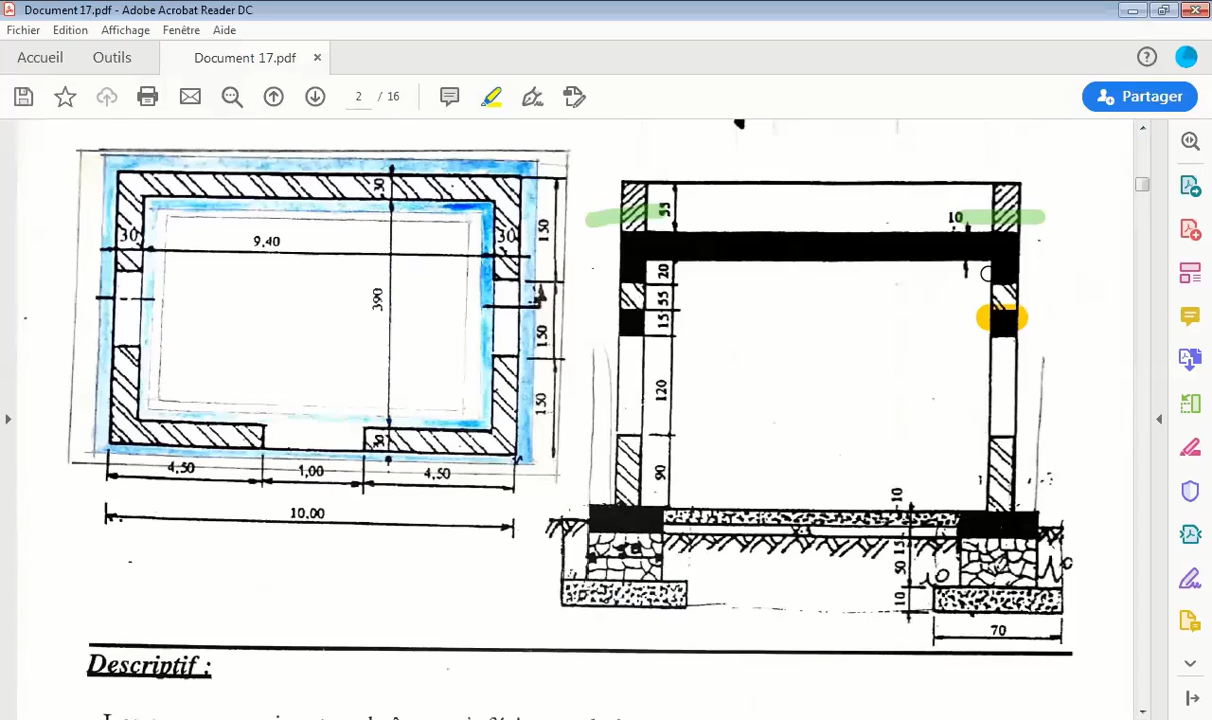 Document 17.pdf - Adobe Acrobat Reader DC
Fichier Edition Affichage Fenêtre Aide
Accueil Outils Document 17.pdf ×
2 / 16
Partager
30
30 9,40 30
390
30
150
150
150
4,50 1,00 4,50
10.00
55
10
20
55
15
120
90
10
15
50
10
70
Descriptif :